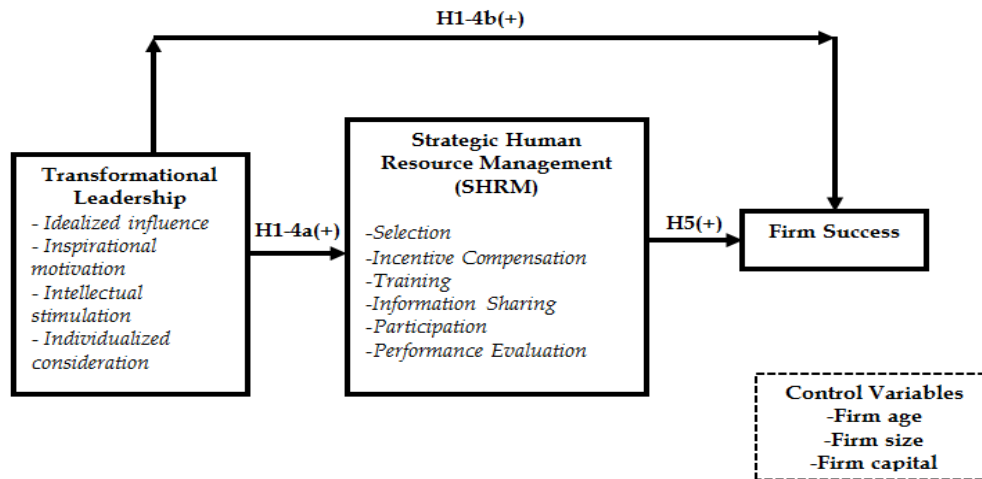 H1-4b(+)
Transformational
Leadership
- Idealized influence
- Inspirational
motivation
- Intellectual
stimulation
- Individualized
consideration
H1-4a(+)
Strategic Human
Resource Management
(SHRM)
-Selection
-Incentive Compensation
-Training
-Information Sharing
-Participation
-Performance Evaluation
H5(+)
Firm Success
Control Variables
-Firm age
-Firm size
-Firm capital